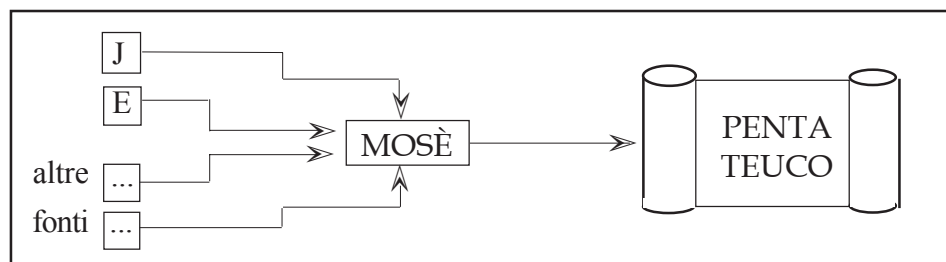 J
E
altre ...
fonti ...
MOSÈ
PENTA
TEUCO